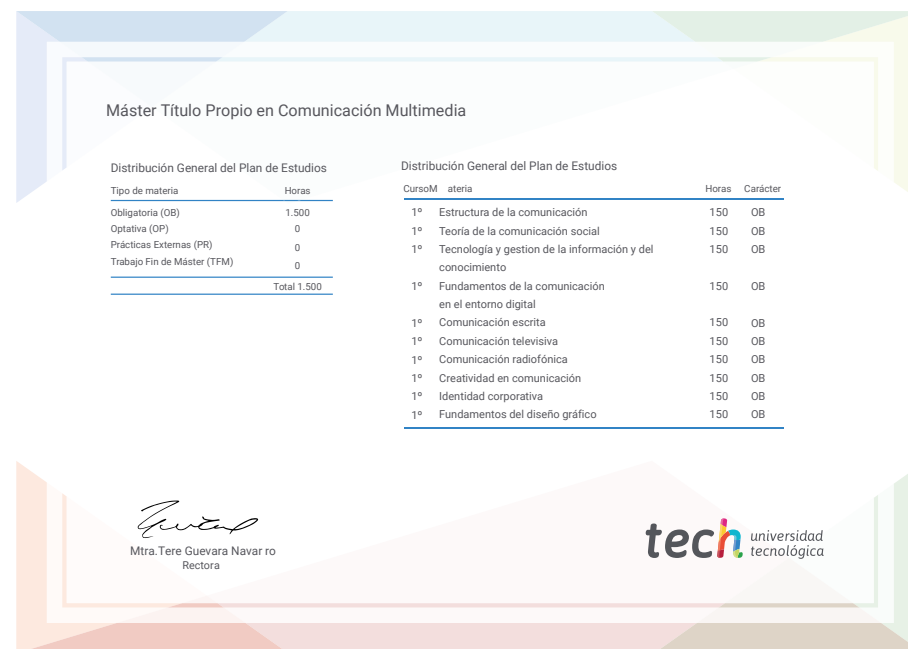 Máster Título Propio en Comunicación Multimedia
Distribución General del Plan de Estudios
Tipo de materia Horas
Obligatoria (OB) 1.500
Optativa (OP) 0
Prácticas Externas (PR) 0
Trabajo Fin de Máster (TFM) 0
Total 1.500
Distribución General del Plan de Estudios
CursoM ateria Horas Carácter
1º Estructura de la comunicación 150 OB
1º Teoría de la comunicación social 150 OB
1º Tecnología y gestion de la información y del 150 OB
conocimiento
1º Fundamentos de la comunicación 150 OB
en el entorno digital
1º Comunicación escrita 150 OB
1º Comunicación televisiva 150 OB
1º Comunicación radiofónica 150 OB
1º Creatividad en comunicación 150 OB
1º Identidad corporativa 150 OB
1º Fundamentos del diseño gráfico 150 OB
Mtra.Tere Guevara Navar ro
Rectora
tech universidad
tecnológica